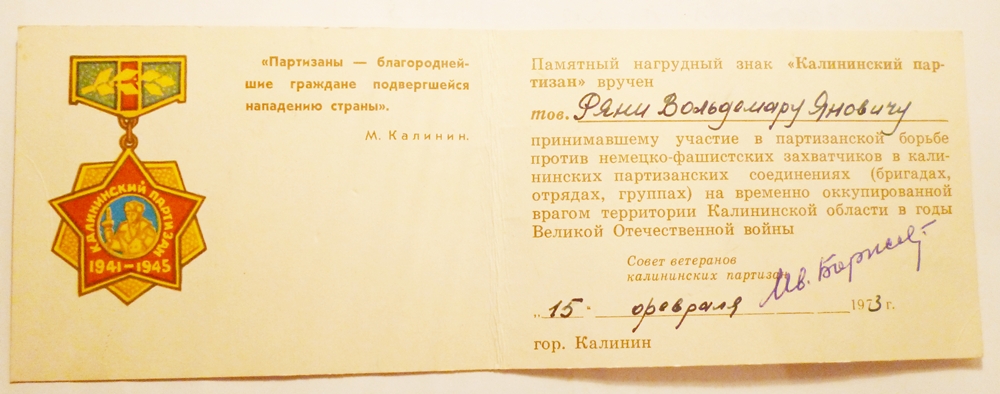 КАЛИНИНСКИЙ ПАРТИЗАН
1941–1945
«Партизаны — благородней-
шие граждане подвергшейся
нападению страны».
М. Калинин.
Памятный нагрудный знак «Калининский пар-
тизан» вручен
тов. Ряни Вольдемару Яновичу
принимавшему участие в партизанской борьбе
против немецко-фашистских захватчиков в кали-
нинских партизанских соединениях (бригадах,
отрядах, группах) на временно оккупированной
врагом территории Калининской области в годы
Великой Отечественной войны
Совет ветеранов
калининских партизан
„15" февраля 1973 г.
гор. Калинин